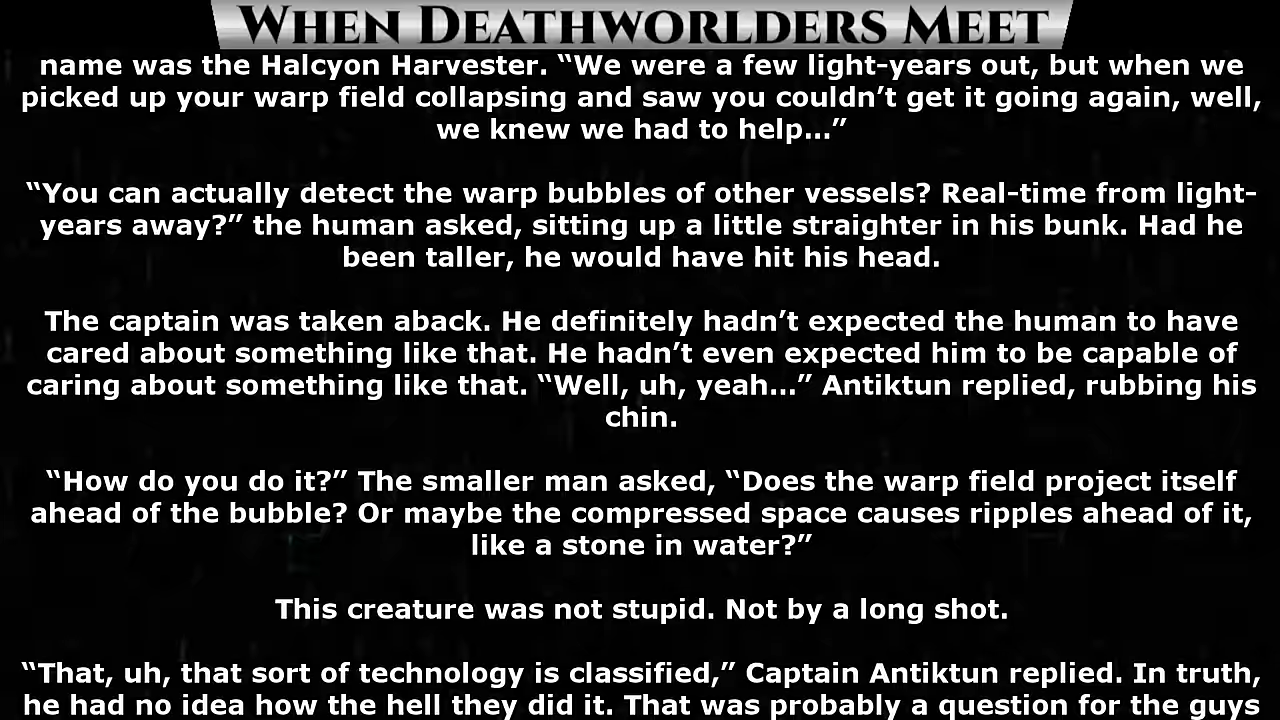 When Deathworlders Meet
name was the Halcyon Harvester. “We were a few light-years out, but when we
picked up your warp field collapsing and saw you couldn’t get it going again, well,
we knew we had to help...”
“You can actually detect the warp bubbles of other vessels? Real-time from light-
years away?” the human asked, sitting up a little straighter in his bunk. Had he
been taller, he would have hit his head.
The captain was taken aback. He definitely hadn’t expected the human to have
cared about something like that. He hadn’t even expected him to be capable of
caring about something like that. “Well, uh, yeah...” Antiktun replied, rubbing his
chin.
“How do you do it?” The smaller man asked, “Does the warp field project itself
ahead of the bubble? Or maybe the compressed space causes ripples ahead of it,
like a stone in water?”
This creature was not stupid. Not by a long shot.
“That, uh, that sort of technology is classified,” Captain Antiktun replied. In truth,
he had no idea how the hell they did it. That was probably a question for the guys